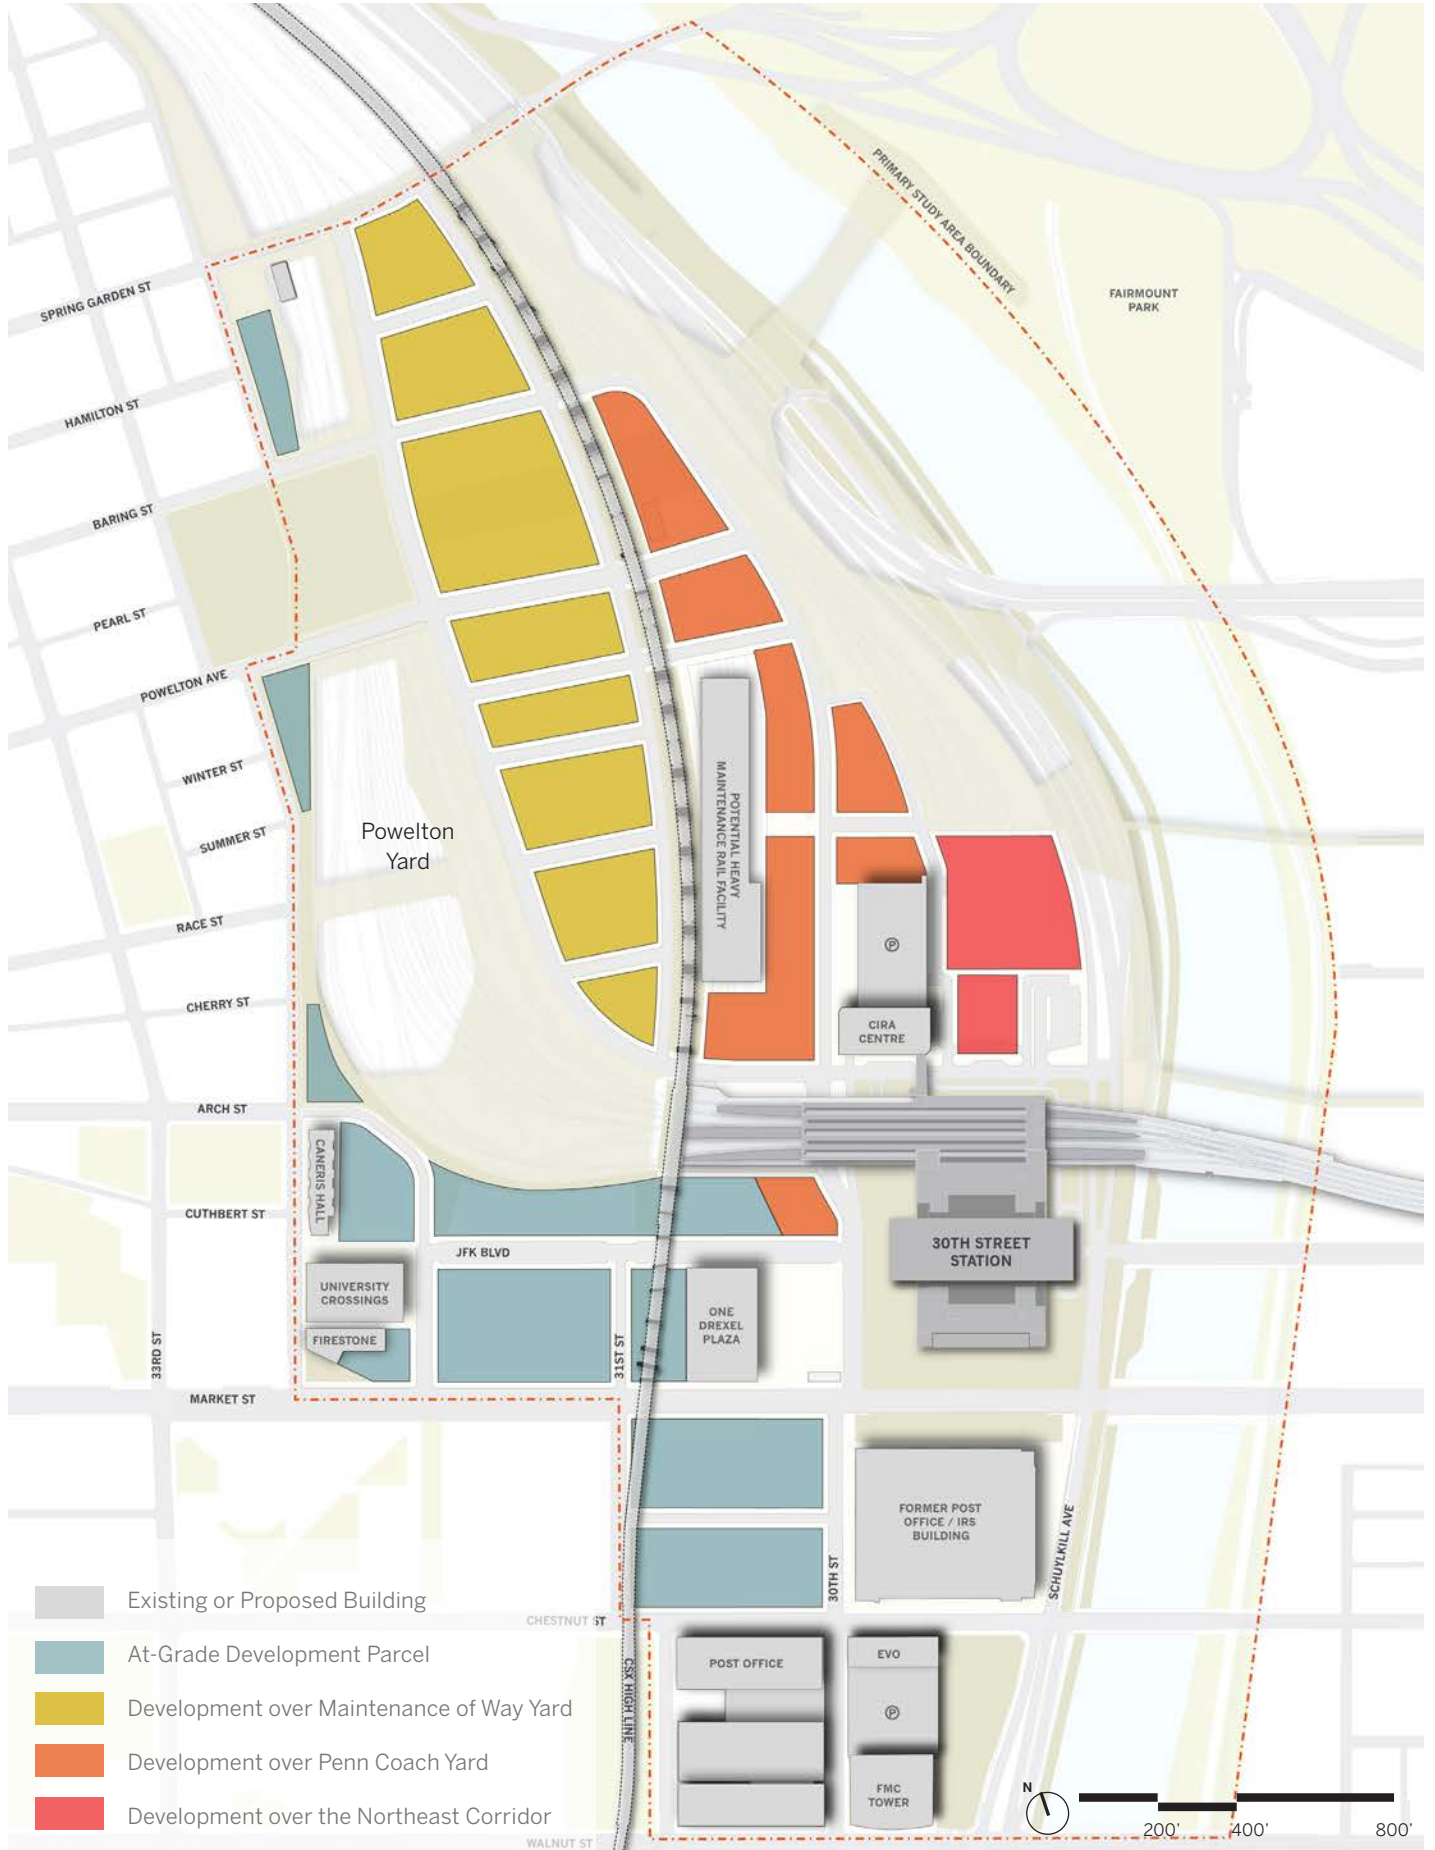 PRIMARY STUDY AREA BOUNDARY
FAIRMOUNT
PARK
SPRING GARDEN ST
HAMILTON ST
BARING ST
PEARL ST
POWELTON AVE
WINTER ST
SUMMER ST
Powelton
Yard
POTENTIAL HEAVY
MAINTENANCE RAIL FACILITY
RACE ST
P
CHERRY ST
CIRA
CENTRE
ARCH ST
CANERIS HALL
CUTHBERT ST
JFK BLVD
30TH STREET
STATION
UNIVERSITY
CROSSINGS
ONE
DREXEL
PLAZA
FIRESTONE
33RD ST
31ST ST
MARKET ST
FORMER POST
OFFICE / IRS
BUILDING
SCHUYLKILL AVE
30TH ST
CHESTNUT ST
POST OFFICE
EVO
CSX HIGH LINE
P
FMC
TOWER
WALNUT ST
Existing or Proposed Building
At-Grade Development Parcel
Development over Maintenance of Way Yard
Development over Penn Coach Yard
Development over the Northeast Corridor
N
200' 400' 800'